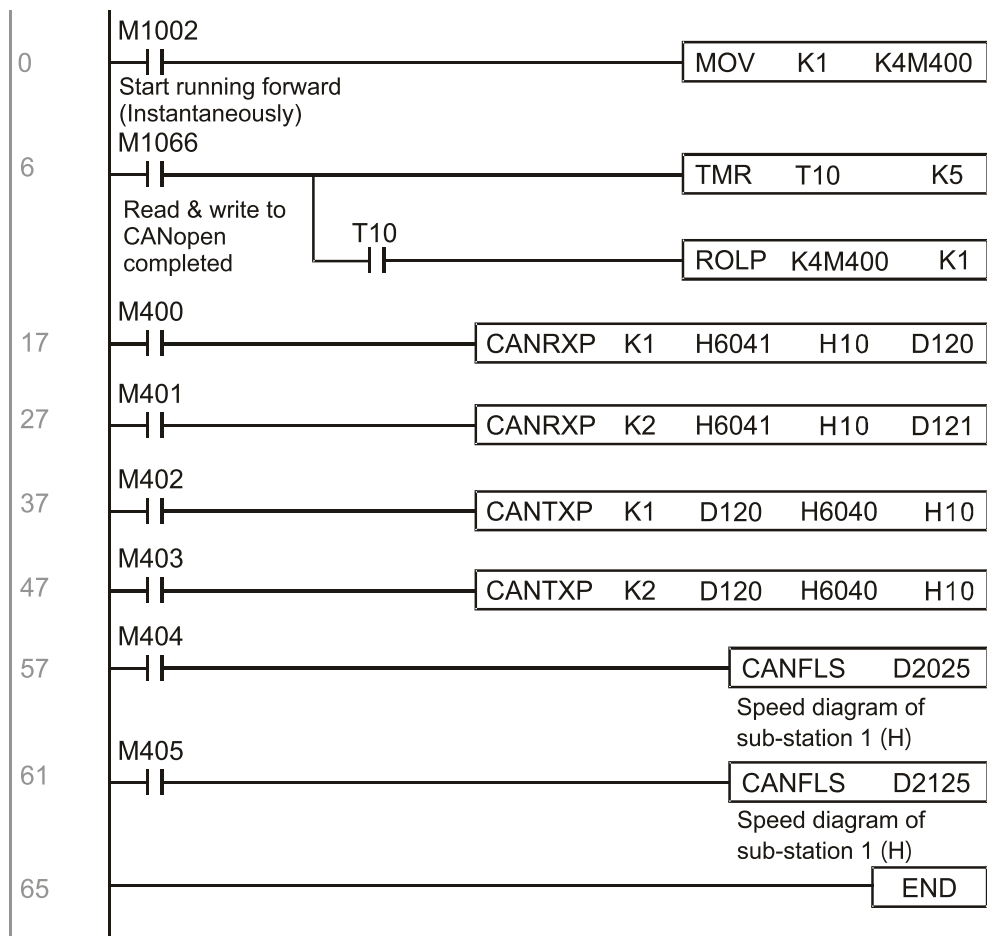 M1002
0 MOV K1 K4M400
Start running forward
(Instantaneously)
M1066
6 TMR T10 K5
Read & write to
CANopen
completed
T10
ROLP K4M400 K1
M400
17 CANRXP K1 H6041 H10 D120
M401
27 CANRXP K2 H6041 H10 D121
M402
37 CANTXP K1 D120 H6040 H10
M403
47 CANTXP K2 D120 H6040 H10
M404
57 CANFLS D2025
Speed diagram of
sub-station 1 (H)
M405
61 CANFLS D2125
Speed diagram of
sub-station 1 (H)
65 END